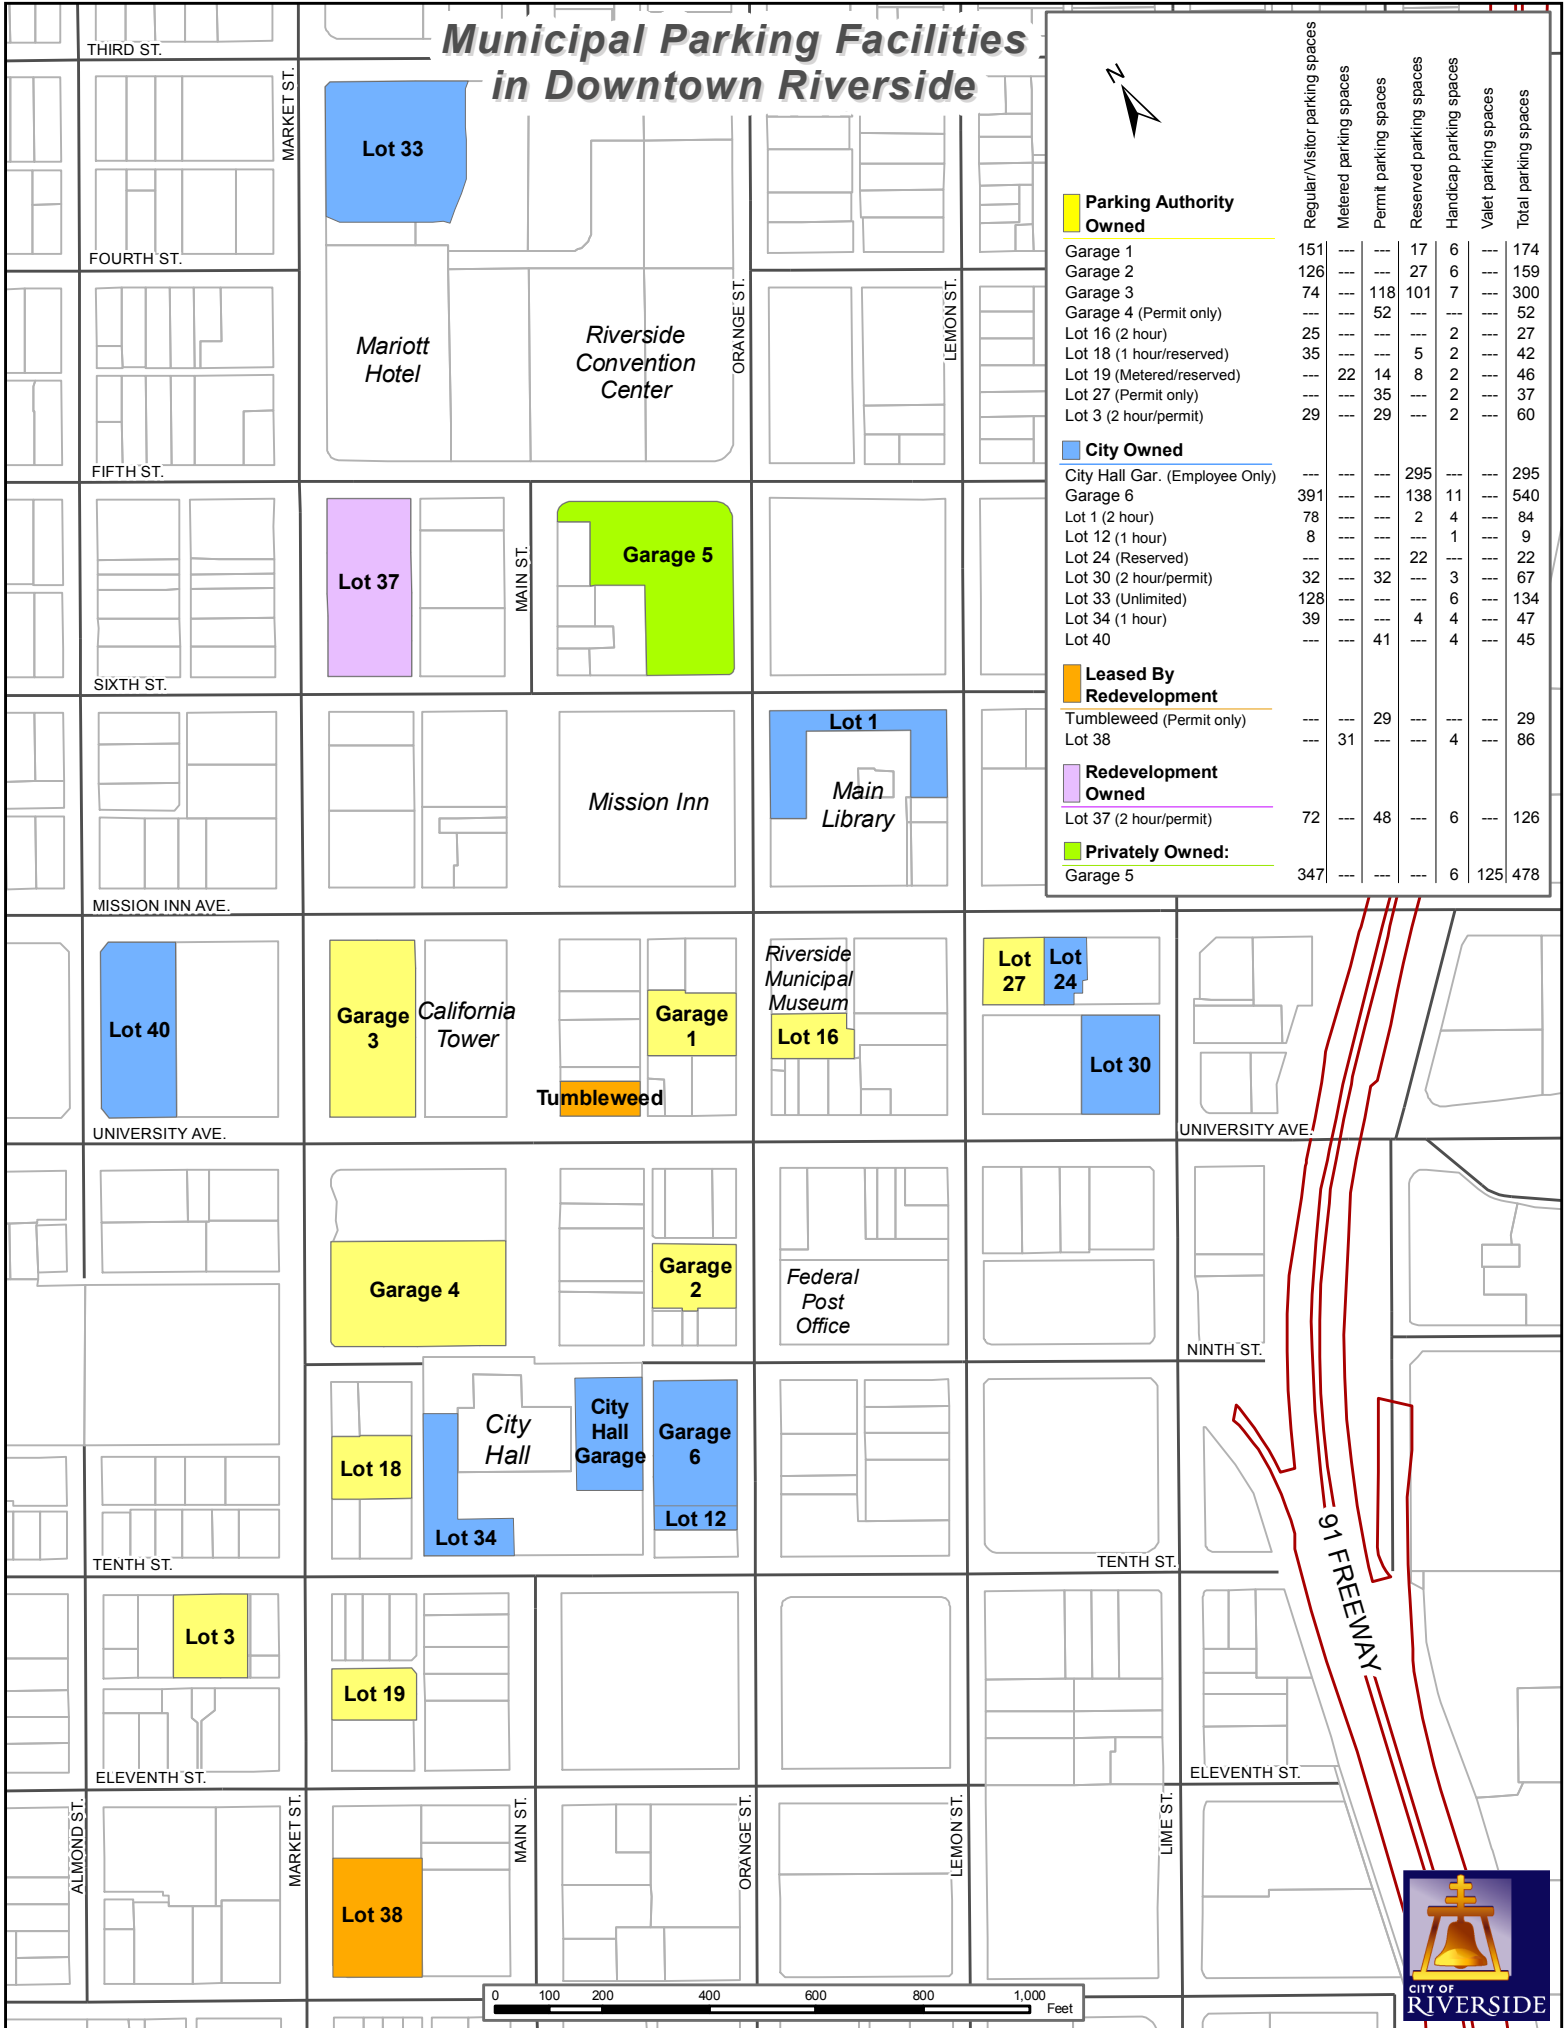 Municipal Parking Facilities
in Downtown Riverside
N
Regular/Visitor parking spaces
Metered parking spaces
Permit parking spaces
Reserved parking spaces
Handicap parking spaces
Valet parking spaces
Total parking spaces
Parking Authority
Owned
Garage 1 151 --- --- 17 6 --- 174
Garage 2 126 --- --- 27 6 --- 159
Garage 3 74 --- 118 101 7 --- 300
Garage 4 (Permit only) --- --- 52 --- --- --- 52
Lot 16 (2 hour) 25 --- --- --- 2 --- 27
Lot 18 (1 hour/reserved) 35 --- --- 5 2 --- 42
Lot 19 (Metered/reserved) --- 22 14 8 2 --- 46
Lot 27 (Permit only) --- --- 35 --- 2 --- 37
Lot 3 (2 hour/permit) 29 --- 29 --- 2 --- 60
City Owned
City Hall Gar. (Employee Only) --- --- --- 295 --- --- 295
Garage 6 391 --- --- 138 11 --- 540
Lot 1 (2 hour) 78 --- --- 2 4 --- 84
Lot 12 (1 hour) 8 --- --- --- 1 --- 9
Lot 24 (Reserved) --- --- --- 22 --- --- 22
Lot 30 (2 hour/permit) 32 --- 32 --- 3 --- 67
Lot 33 (Unlimited) 128 --- --- --- 6 --- 134
Lot 34 (1 hour) 39 --- --- 4 4 --- 47
Lot 40 --- --- 41 --- 4 --- 45
Leased By
Redevelopment
Tumbleweed (Permit only) --- --- 29 --- --- --- 29
Lot 38 --- 31 --- --- 4 --- 86
Redevelopment
Owned
Lot 37 (2 hour/permit) 72 --- 48 --- 6 --- 126
Privately Owned:
Garage 5 347 --- --- --- 6 125 478
THIRD ST.
MARKET ST.
Lot 33
FOURTH ST.
Mariott
Hotel
Riverside
Convention
Center
ORANGE ST.
LEMON ST.
FIFTH ST.
Lot 37
MAIN ST.
Garage 5
SIXTH ST.
Lot 1
Mission Inn
Main
Library
MISSION INN AVE.
Lot 40
Garage
3
California
Tower
Garage
1
Tumbleweed
Riverside
Municipal
Museum
Lot 16
Lot
27
Lot
24
Lot 30
UNIVERSITY AVE.
UNIVERSITY AVE.
Garage 4
Garage
2
Federal
Post
Office
NINTH ST.
Lot 18
City
Hall
City
Hall
Garage
Garage
6
Lot 12
Lot 34
TENTH ST.
TENTH ST.
91 FREEWAY
Lot 3
Lot 19
ELEVENTH ST.
ELEVENTH ST.
ALMOND ST.
MARKET ST.
MAIN ST.
ORANGE ST.
LEMON ST.
LIME ST.
Lot 38
0 100 200 400 600 800 1,000
Feet
CITY OF
RIVERSIDE